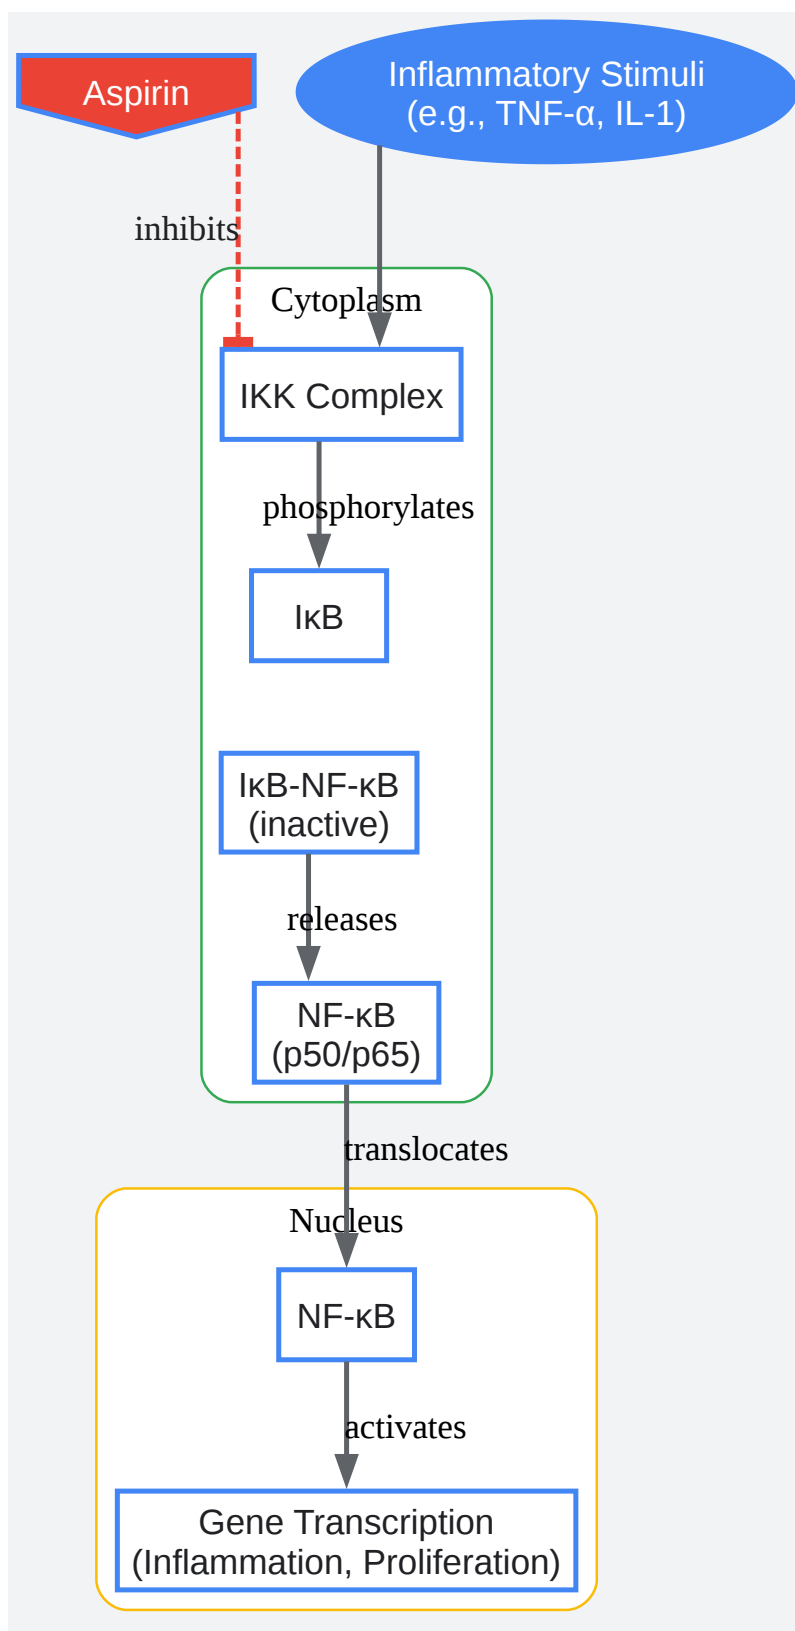 Aspirin
Inflammatory Stimuli
(e.g., TNF-α, IL-1)
inhibits
Cytoplasm
IKK Complex
phosphorylates
IκB
IκB-NF-κB
(inactive)
releases
NF-κB
(p50/p65)
translocates
Nucleus
NF-κB
activates
Gene Transcription
(Inflammation, Proliferation)